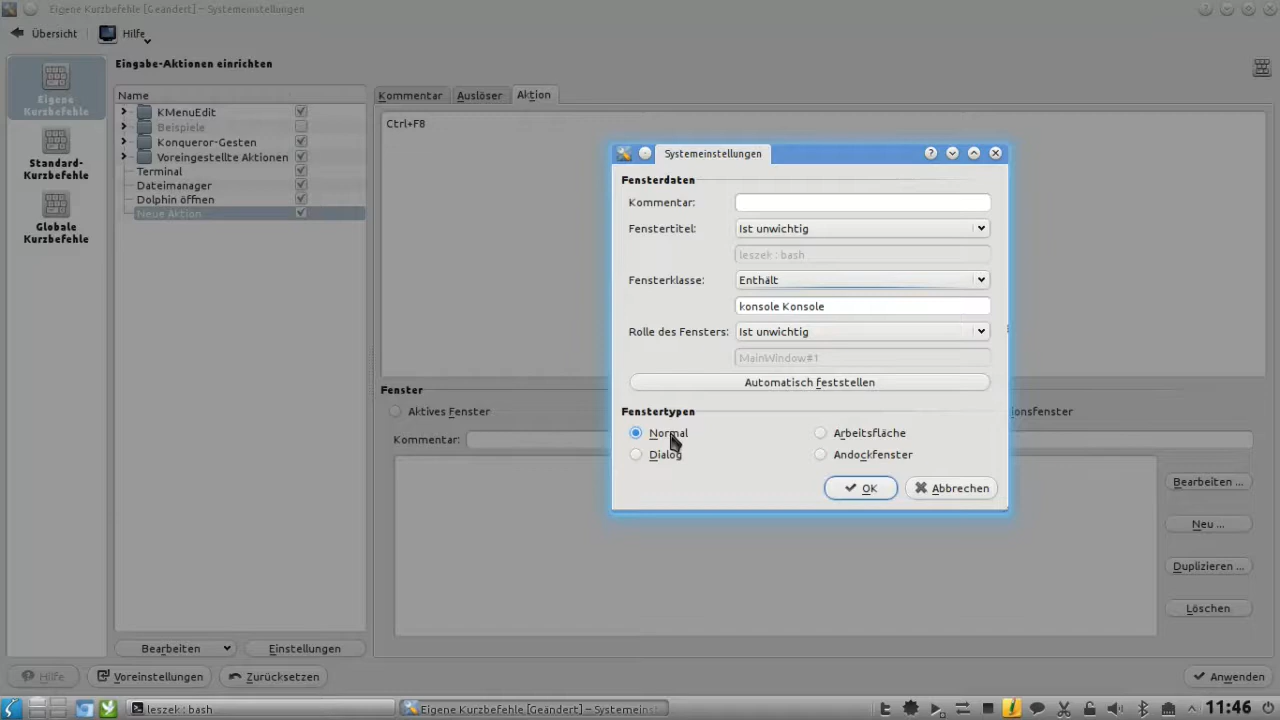 Eigene Kurzbefehle [Geändert] – Systemeinstellungen
Übersicht
Hilfe
Eingabe-Aktionen einrichten
Eigene
Kurzbefehle
Standard-
Kurzbefehle
Globale
Kurzbefehle
Name
KMenuEdit
Beispiele
Konqueror-Gesten
Voreingestellte Aktionen
Terminal
Dateimanager
Dolphin öffnen
Neue Aktion
Bearbeiten
Einstellungen
Kommentar
Auslöser
Aktion
Ctrl+F8
Systemeinstellungen
Fensterdaten
Kommentar:
Fenstertitel:
Ist unwichtig
leszek : bash
Fensterklasse:
Enthält
konsole Konsole
Rolle des Fensters:
Ist unwichtig
MainWindow#1
Automatisch feststellen
Fenstertypen
Normal
Arbeitsfläche
Dialog
Andockfenster
OK
Abbrechen
Fenster
Aktives Fenster
ionsfenster
Kommentar:
Bearbeiten ...
Neu ...
Duplizieren ...
Löschen
Hilfe
Voreinstellungen
Zurücksetzen
Anwenden
leszek : bash
Eigene Kurzbefehle [Geändert] – Systemeinst
11:46